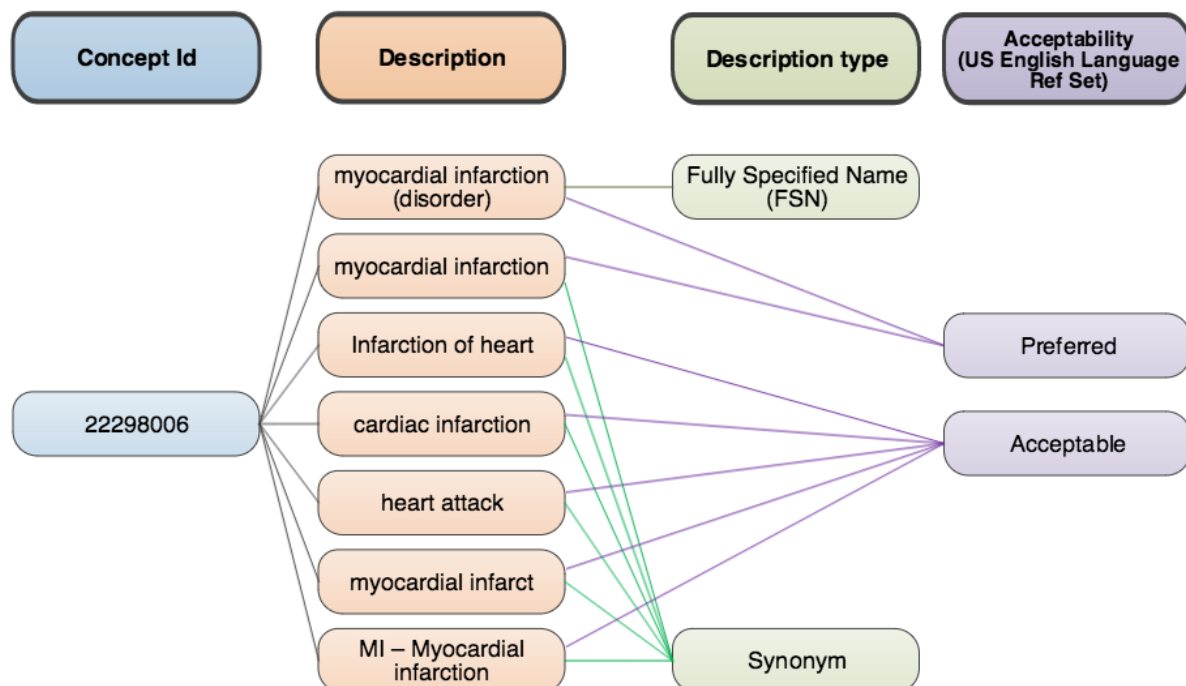 Concept Id
Description
Description type
Acceptability
(US English Language
Ref Set)
myocardial infarction
(disorder)
Fully Specified Name
(FSN)
myocardial infarction
Infarction of heart
Preferred
22298006
cardiac infarction
Acceptable
heart attack
myocardial infarct
MI – Myocardial
infarction
Synonym